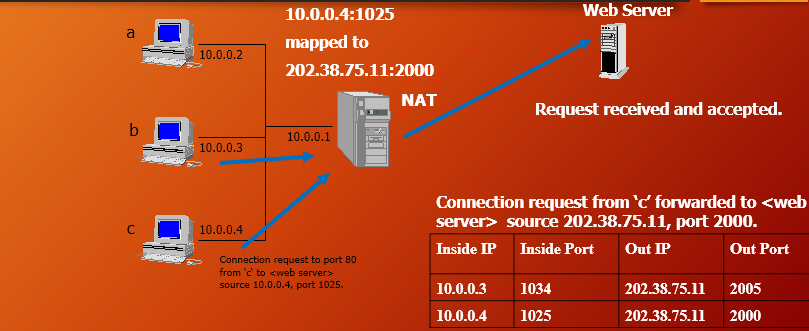 10.0.0.4:1025
mapped to
202.38.75.11:2000
Web Server
a
10.0.0.2
NAT
Request received and accepted.
b
10.0.0.1
10.0.0.3
c
10.0.0.4
Connection request to port 80
from ‘c’ to <web server>
source 10.0.0.4, port 1025.
Connection request from ‘c’ forwarded to <web
server> source 202.38.75.11, port 2000.
Inside IP Inside Port Out IP Out Port
10.0.0.3 1034 202.38.75.11 2005
10.0.0.4 1025 202.38.75.11 2000